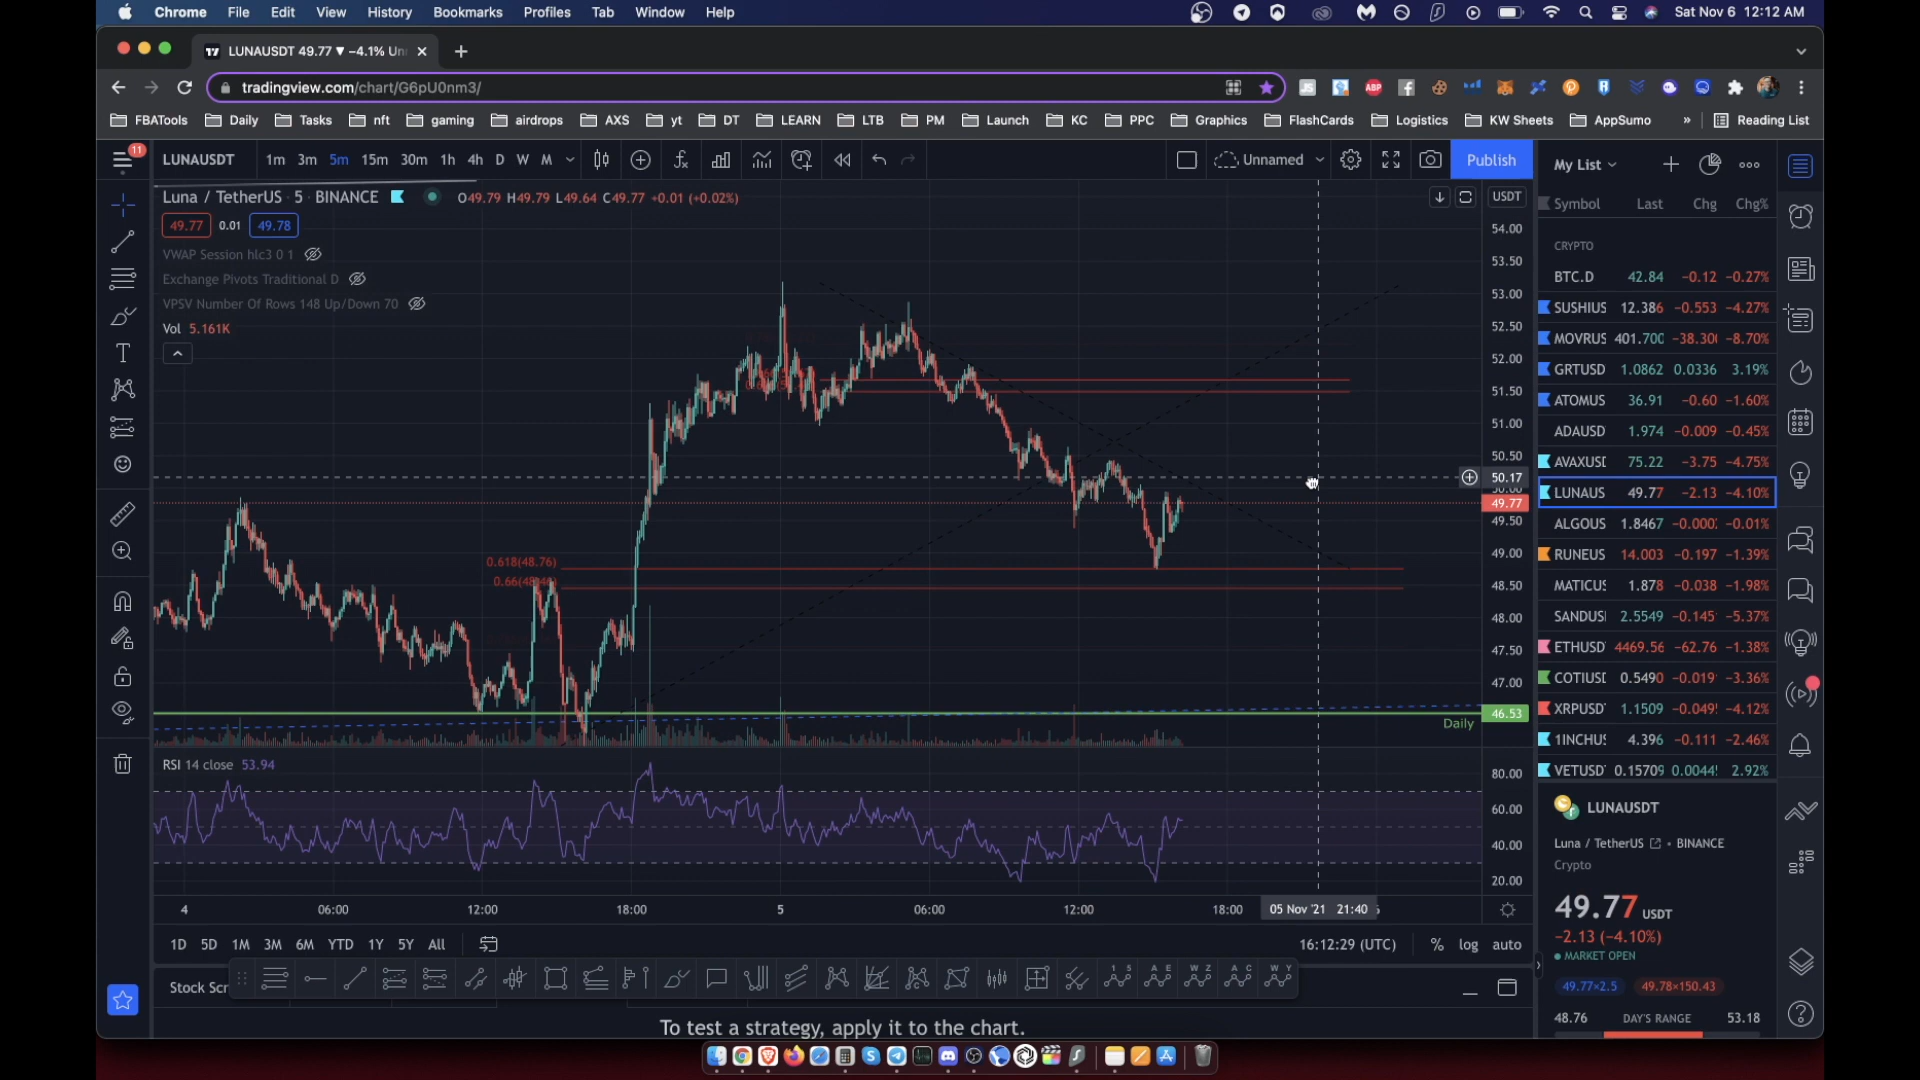 Chrome File Edit View History Bookmarks Profiles Tab Window Help Sat Nov 6 12:12 AM
LUNAUSDT 49.77 ▼ −4.1% Un
tradingview.com/chart/G6pU0nm3/
FBATools Daily Tasks nft gaming airdrops AXS yt DT LEARN LTB PM Launch KC PPC Graphics FlashCards Logistics KW Sheets AppSumo » Reading List
11
LUNAUSDT 1m 3m 5m 15m 30m 1h 4h D W M Unnamed Publish
Luna / TetherUS · 5 · BINANCE O49.79 H49.79 L49.64 C49.77 +0.01 (+0.02%)
49.77 0.01 49.78
VWAP Session hlc3 0 1
Exchange Pivots Traditional D
VPSV Number Of Rows 148 Up/Down 70
Vol 5.161K
0.618(48.76)
USDT
54.00
53.50
53.00
52.50
52.00
51.50
51.00
50.50
50.17
49.77
49.50
49.00
48.50
48.00
47.50
47.00
46.53
Daily
RSI 14 close 53.94
80.00
60.00
40.00
20.00
4 06:00 12:00 18:00 5 06:00 12:00 18:00 05 Nov '21 21:40
1D 5D 1M 3M 6M YTD 1Y 5Y All 16:12:29 (UTC) % log auto
Stock Scr
To test a strategy, apply it to the chart.
My List
Symbol Last Chg Chg%
CRYPTO
BTC.D 42.84 −0.12 −0.27%
SUSHIUS 12.386 −0.553 −4.27%
MOVRUS 401.700 −38.300 −8.70%
GRTUSD 1.0862 0.0336 3.19%
ATOMUS 36.91 −0.60 −1.60%
ADAUSD 1.974 −0.009 −0.45%
AVAXUSD 75.22 −3.75 −4.75%
LUNAUS 49.77 −2.13 −4.10%
ALGOUS 1.8467 −0.000 −0.01%
RUNEUS 14.003 −0.197 −1.39%
MATICUS 1.878 −0.038 −1.98%
SANDUS 2.5549 −0.145 −5.37%
ETHUSD 4469.56 −62.76 −1.38%
COTIUSD 0.5490 −0.019 −3.36%
XRPUSD 1.1509 −0.049 −4.12%
1INCHUS 4.396 −0.111 −2.46%
VETUSD 0.15709 0.0044 2.92%
LUNAUSDT
Luna / TetherUS • BINANCE
Crypto
49.77 USDT
−2.13 (−4.10%)
MARKET OPEN
49.77×2.5 49.78×150.43
48.76 DAY'S RANGE 53.18